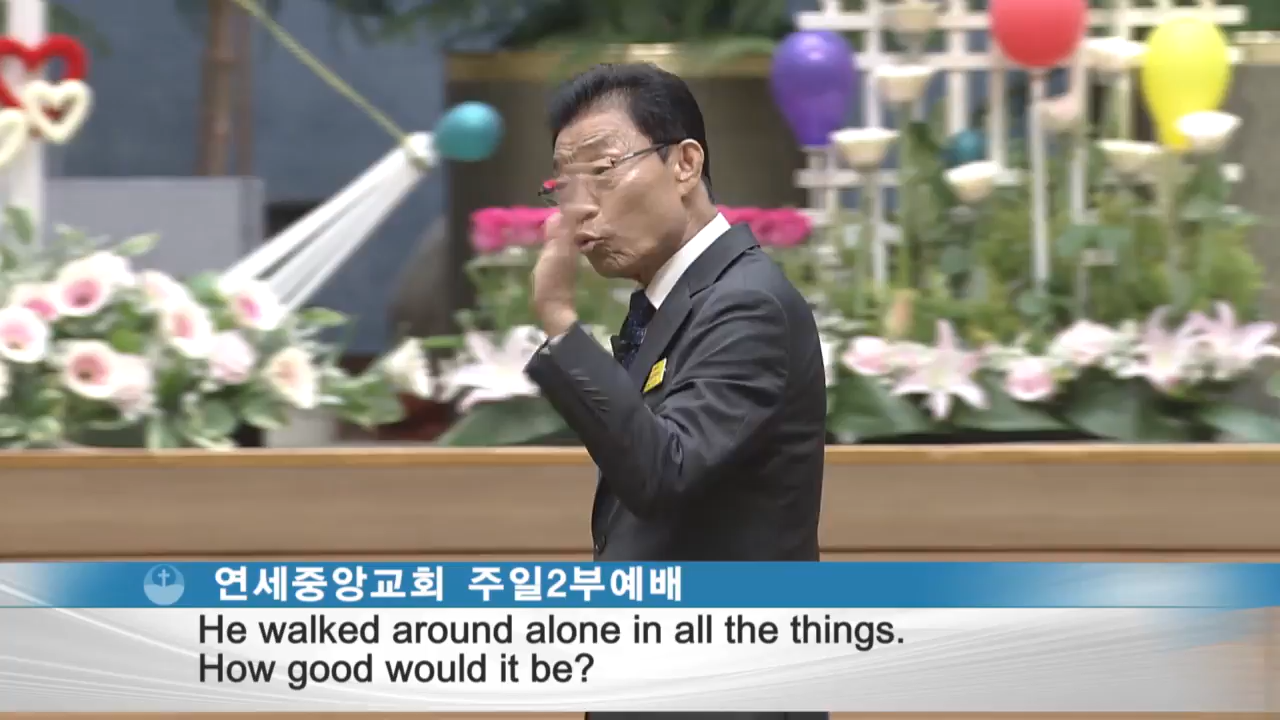 연세중앙교회 주일2부예배
He walked around alone in all the things.
How good would it be?